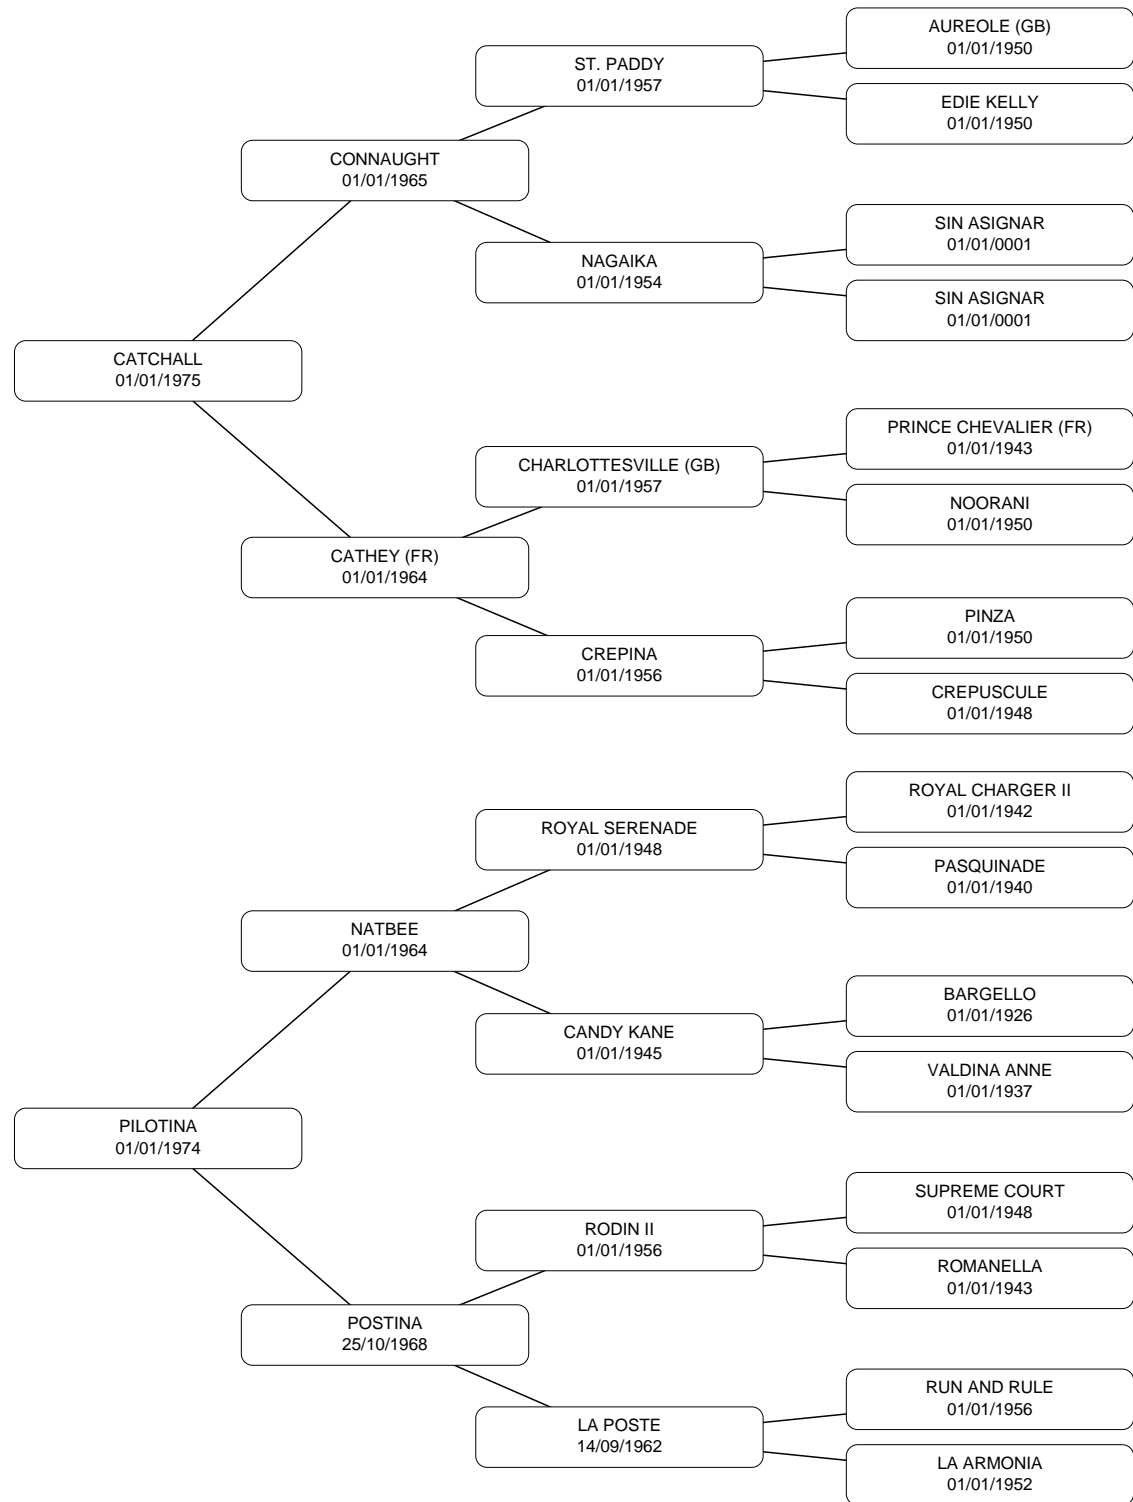 AUREOLE (GB)
01/01/1950
ST. PADDY
01/01/1957
EDIE KELLY
01/01/1950
CONNAUGHT
01/01/1965
SIN ASIGNAR
01/01/0001
NAGAIKA
01/01/1954
SIN ASIGNAR
01/01/0001
CATCHALL
01/01/1975
PRINCE CHEVALIER (FR)
01/01/1943
CHARLOTTESVILLE (GB)
01/01/1957
NOORANI
01/01/1950
CATHEY (FR)
01/01/1964
PINZA
01/01/1950
CREPINA
01/01/1956
CREPUSCULE
01/01/1948
ROYAL CHARGER II
01/01/1942
ROYAL SERENADE
01/01/1948
PASQUINADE
01/01/1940
NATBEE
01/01/1964
BARGELLO
01/01/1926
CANDY KANE
01/01/1945
VALDINA ANNE
01/01/1937
PILOTINA
01/01/1974
SUPREME COURT
01/01/1948
RODIN II
01/01/1956
ROMANELLA
01/01/1943
POSTINA
25/10/1968
RUN AND RULE
01/01/1956
LA POSTE
14/09/1962
LA ARMONIA
01/01/1952